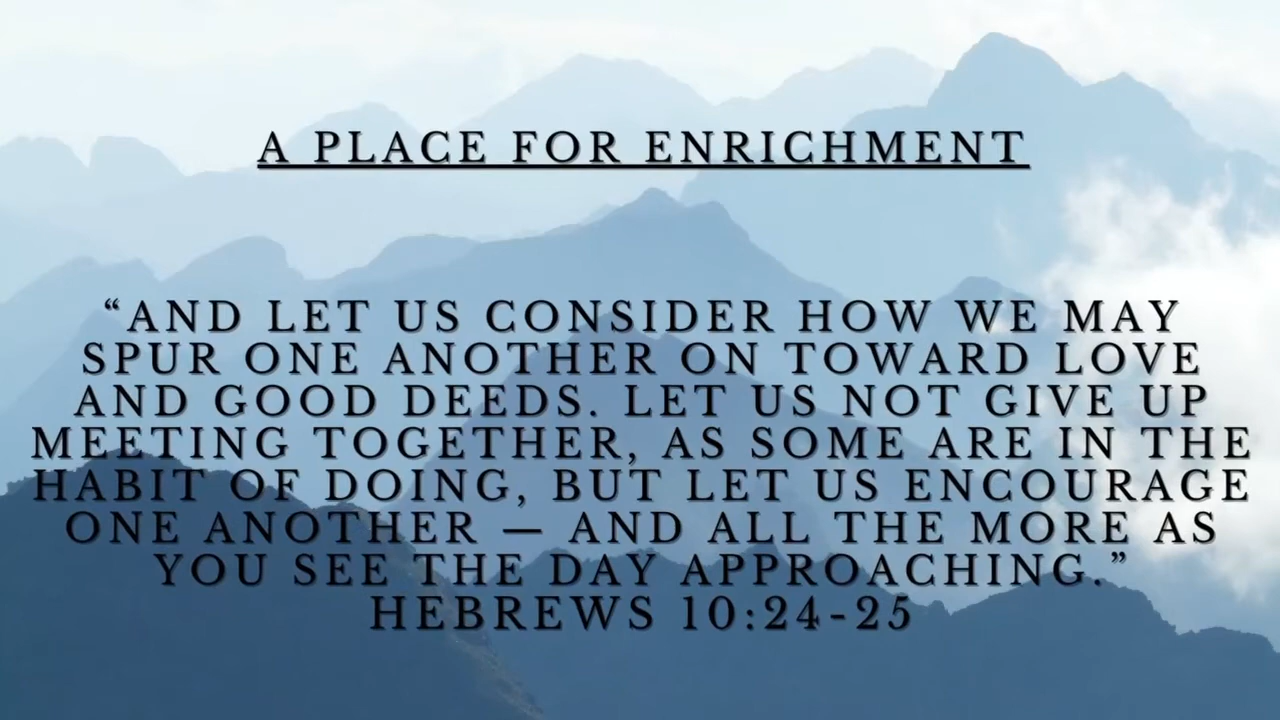 A PLACE FOR ENRICHMENT
“AND LET US CONSIDER HOW WE MAY
SPUR ONE ANOTHER ON TOWARD LOVE
AND GOOD DEEDS. LET US NOT GIVE UP
MEETING TOGETHER, AS SOME ARE IN THE
HABIT OF DOING, BUT LET US ENCOURAGE
ONE ANOTHER — AND ALL THE MORE AS
YOU SEE THE DAY APPROACHING.”
HEBREWS 10:24-25